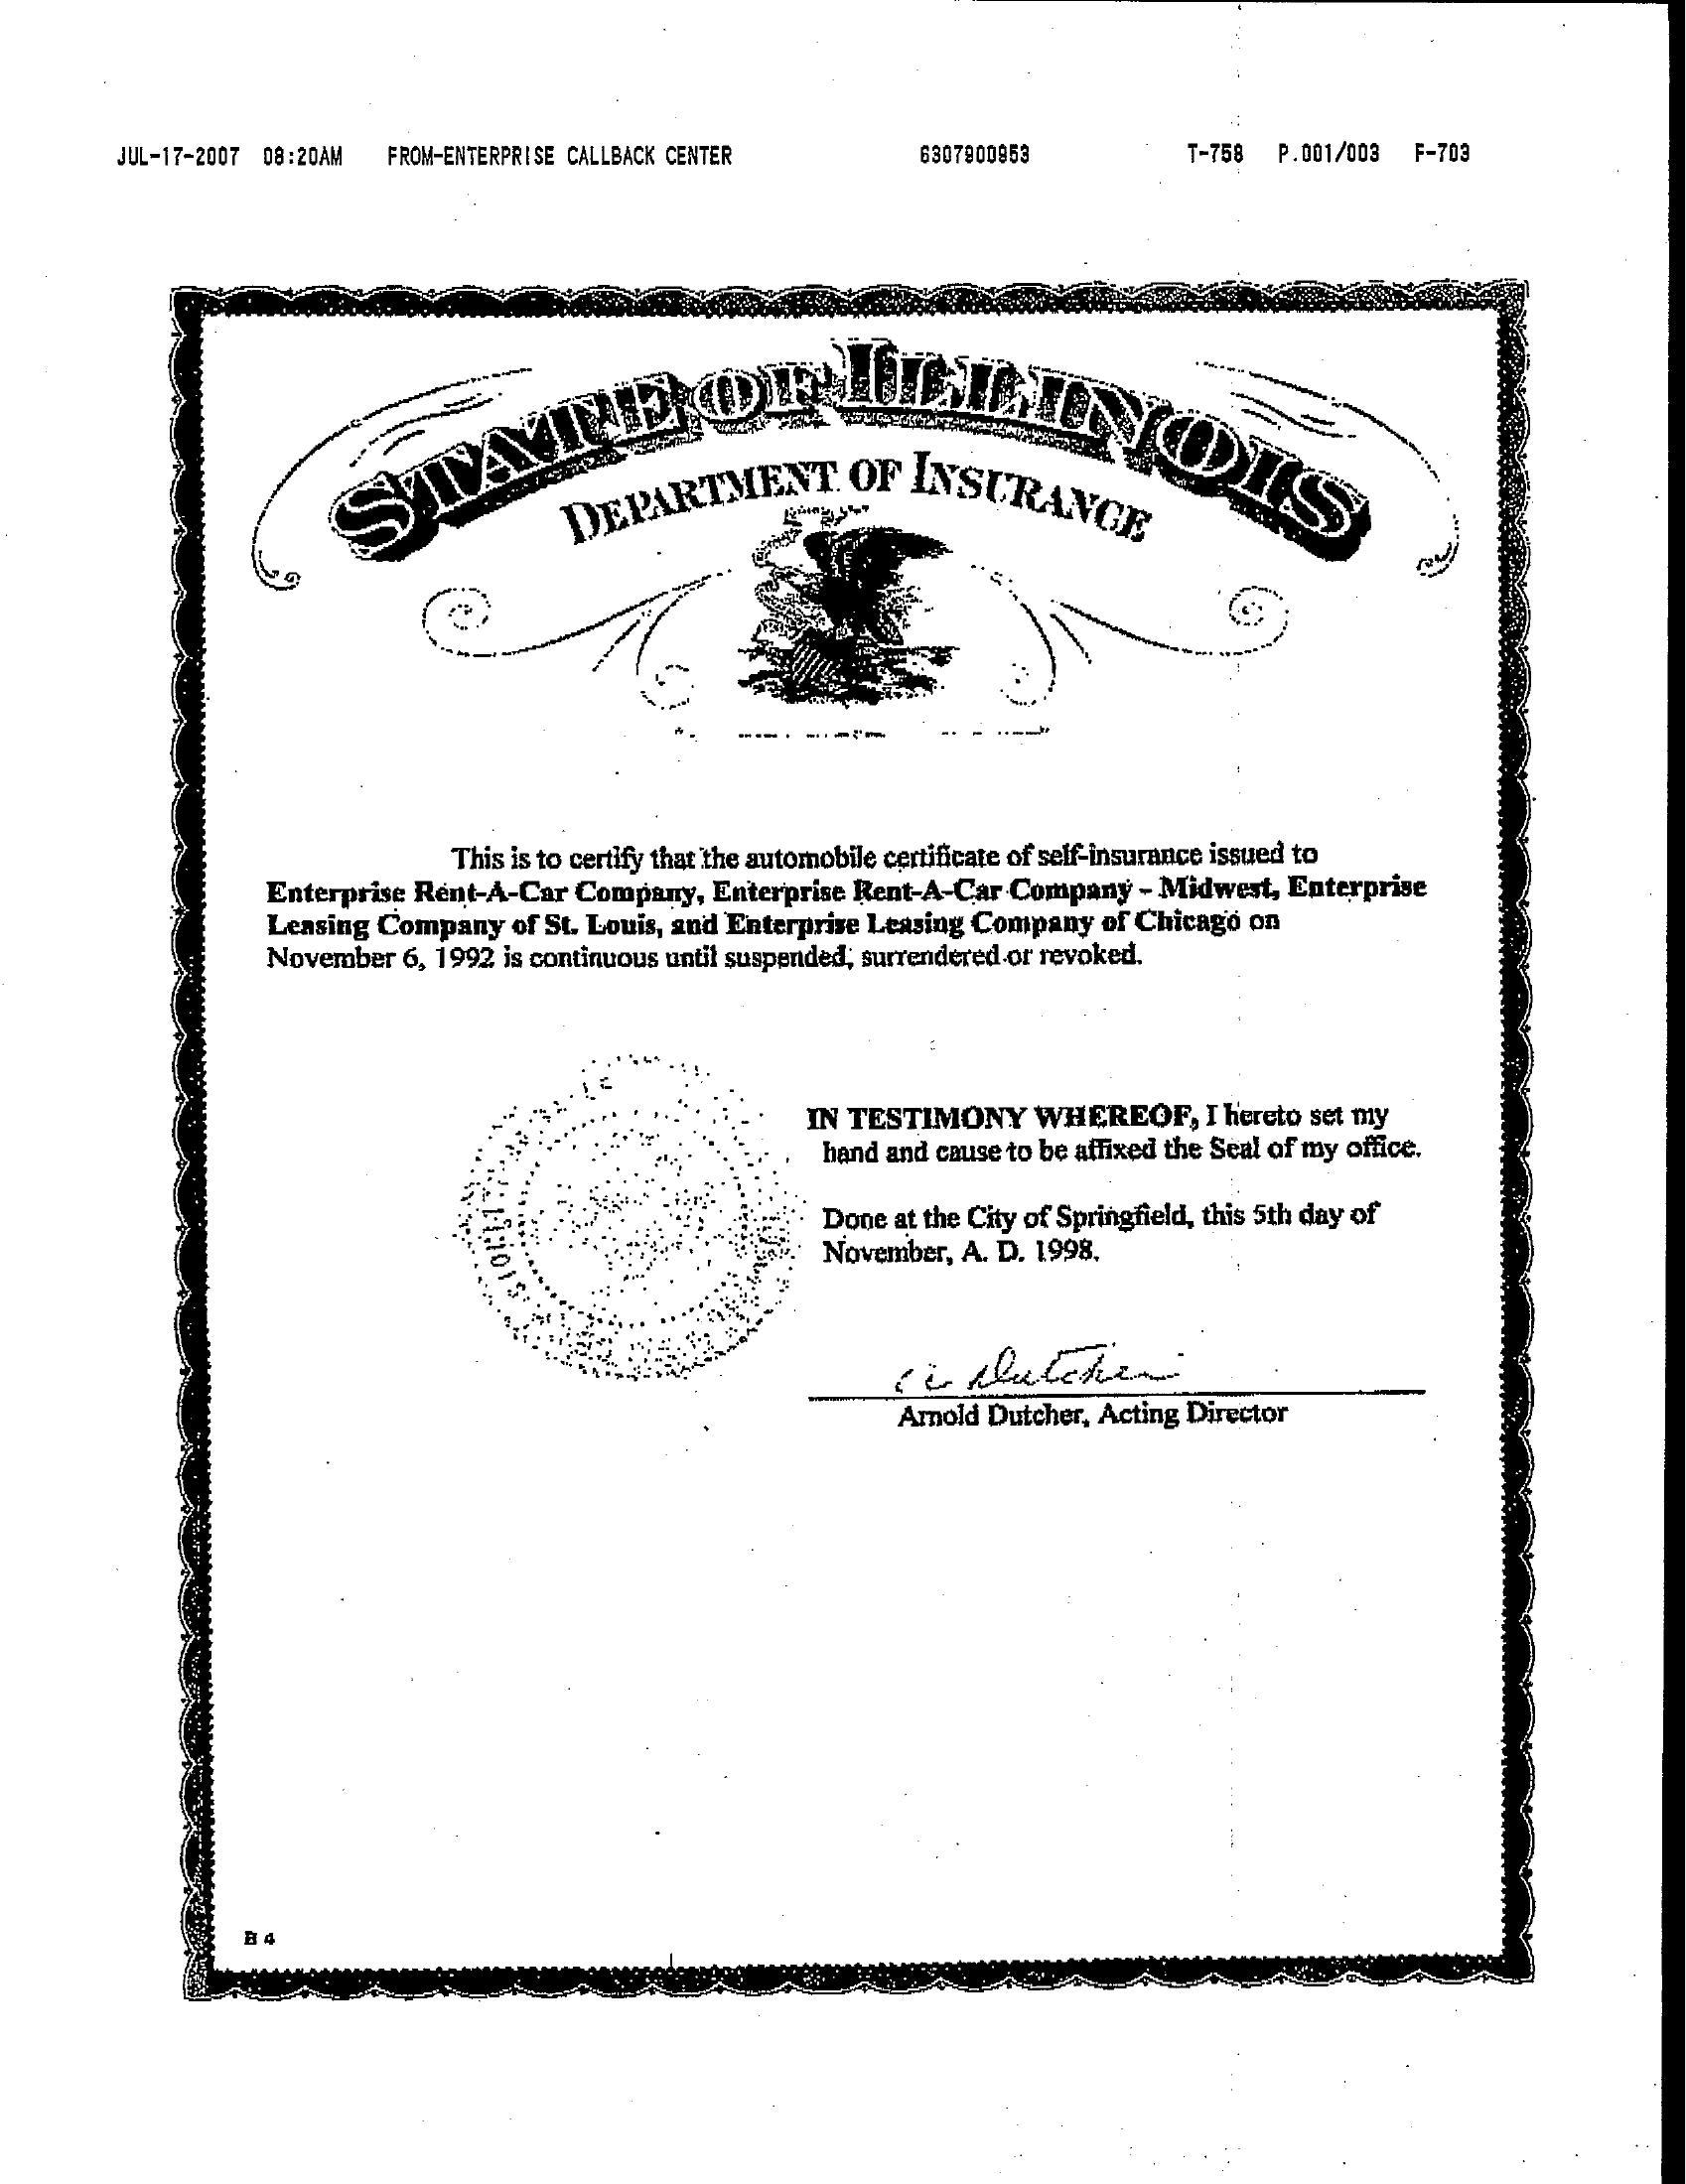 JUL-17-2007 08:20AM FROM-ENTERPRISE CALLBACK CENTER 6307900953 T-758 P.001/003 F-703
STATE OF ILLINOIS
DEPARTMENT OF INSURANCE
This is to certify that the automobile certificate of self-insurance issued to
Enterprise Rent-A-Car Company, Enterprise Rent-A-Car Company - Midwest, Enterprise
Leasing Company of St. Louis, and Enterprise Leasing Company of Chicago on
November 6, 1992 is continuous until suspended, surrendered or revoked.
IN TESTIMONY WHEREOF, I hereto set my
hand and cause to be affixed the Seal of my office.
Done at the City of Springfield, this 5th day of
November, A. D. 1998.
Dutcher
Arnold Dutcher, Acting Director
B 4